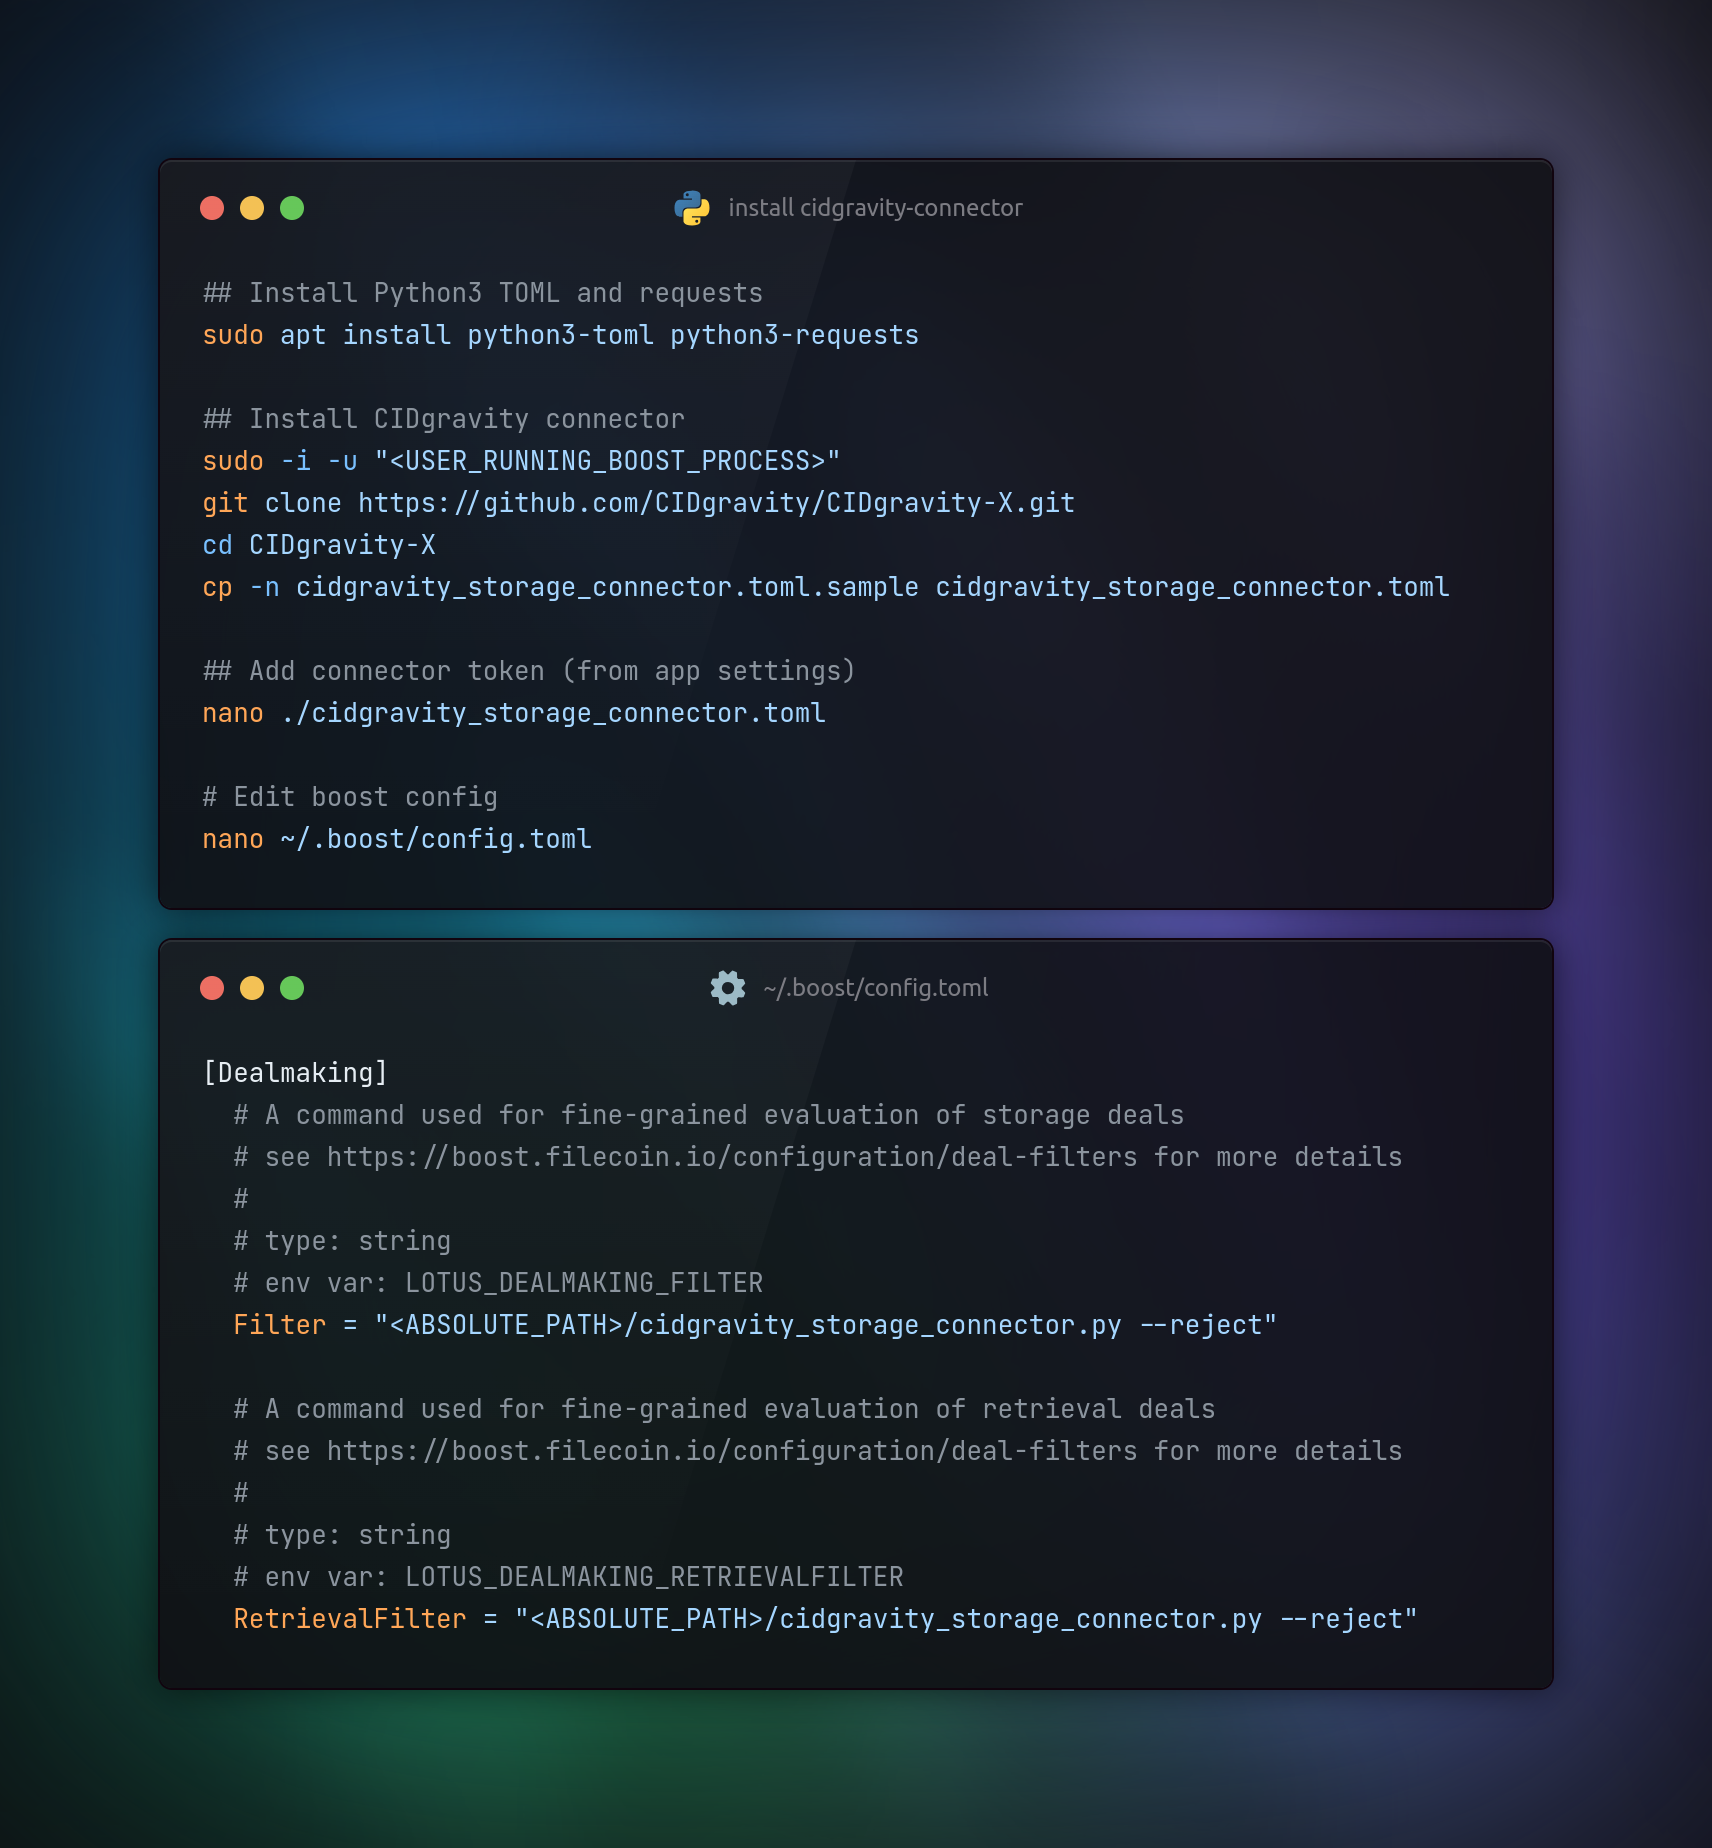 install cidgravity-connector
## Install Python3 TOML and requests
sudo apt install python3-toml python3-requests
## Install CIDgravity connector
sudo -i -u "<USER_RUNNING_BOOST_PROCESS>"
git clone https://github.com/CIDgravity/CIDgravity-X.git
cd CIDgravity-X
cp -n cidgravity_storage_connector.toml.sample cidgravity_storage_connector.toml
## Add connector token (from app settings)
nano ./cidgravity_storage_connector.toml
# Edit boost config
nano ~/.boost/config.toml
~/.boost/config.toml
[Dealmaking]
# A command used for fine-grained evaluation of storage deals
# see https://boost.filecoin.io/configuration/deal-filters for more details
#
# type: string
# env var: LOTUS_DEALMAKING_FILTER
Filter = "<ABSOLUTE_PATH>/cidgravity_storage_connector.py --reject"
# A command used for fine-grained evaluation of retrieval deals
# see https://boost.filecoin.io/configuration/deal-filters for more details
#
# type: string
# env var: LOTUS_DEALMAKING_RETRIEVALFILTER
RetrievalFilter = "<ABSOLUTE_PATH>/cidgravity_storage_connector.py --reject"